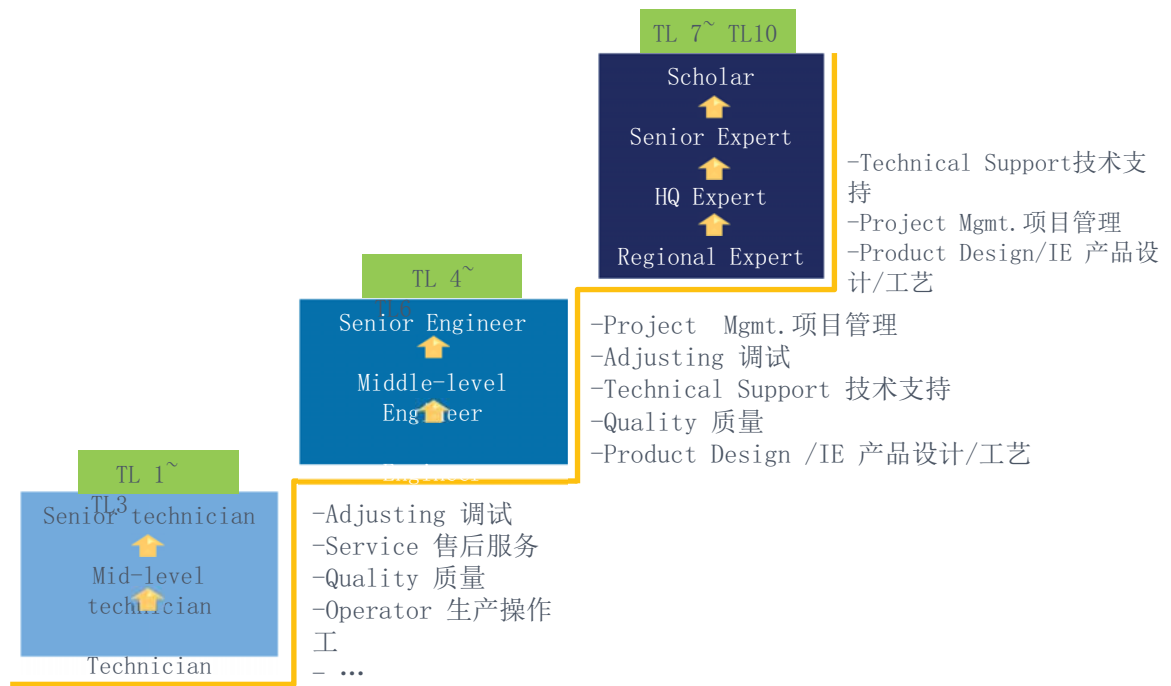 TL 7~ TL10
Scholar
Senior Expert
HQ Expert
Regional Expert
-Technical Support技术支
持
-Project Mgmt.项目管理
-Product Design/IE 产品设
计/工艺
TL 4~
TL6
Senior Engineer
Middle-level
Engineer
Engineer
-Project Mgmt.项目管理
-Adjusting 调试
-Technical Support 技术支持
-Quality 质量
-Product Design /IE 产品设计/工艺
TL 1~
TL3
Senior technician
Mid-level
technician
Technician
-Adjusting 调试
-Service 售后服务
-Quality 质量
-Operator 生产操作
工
- …